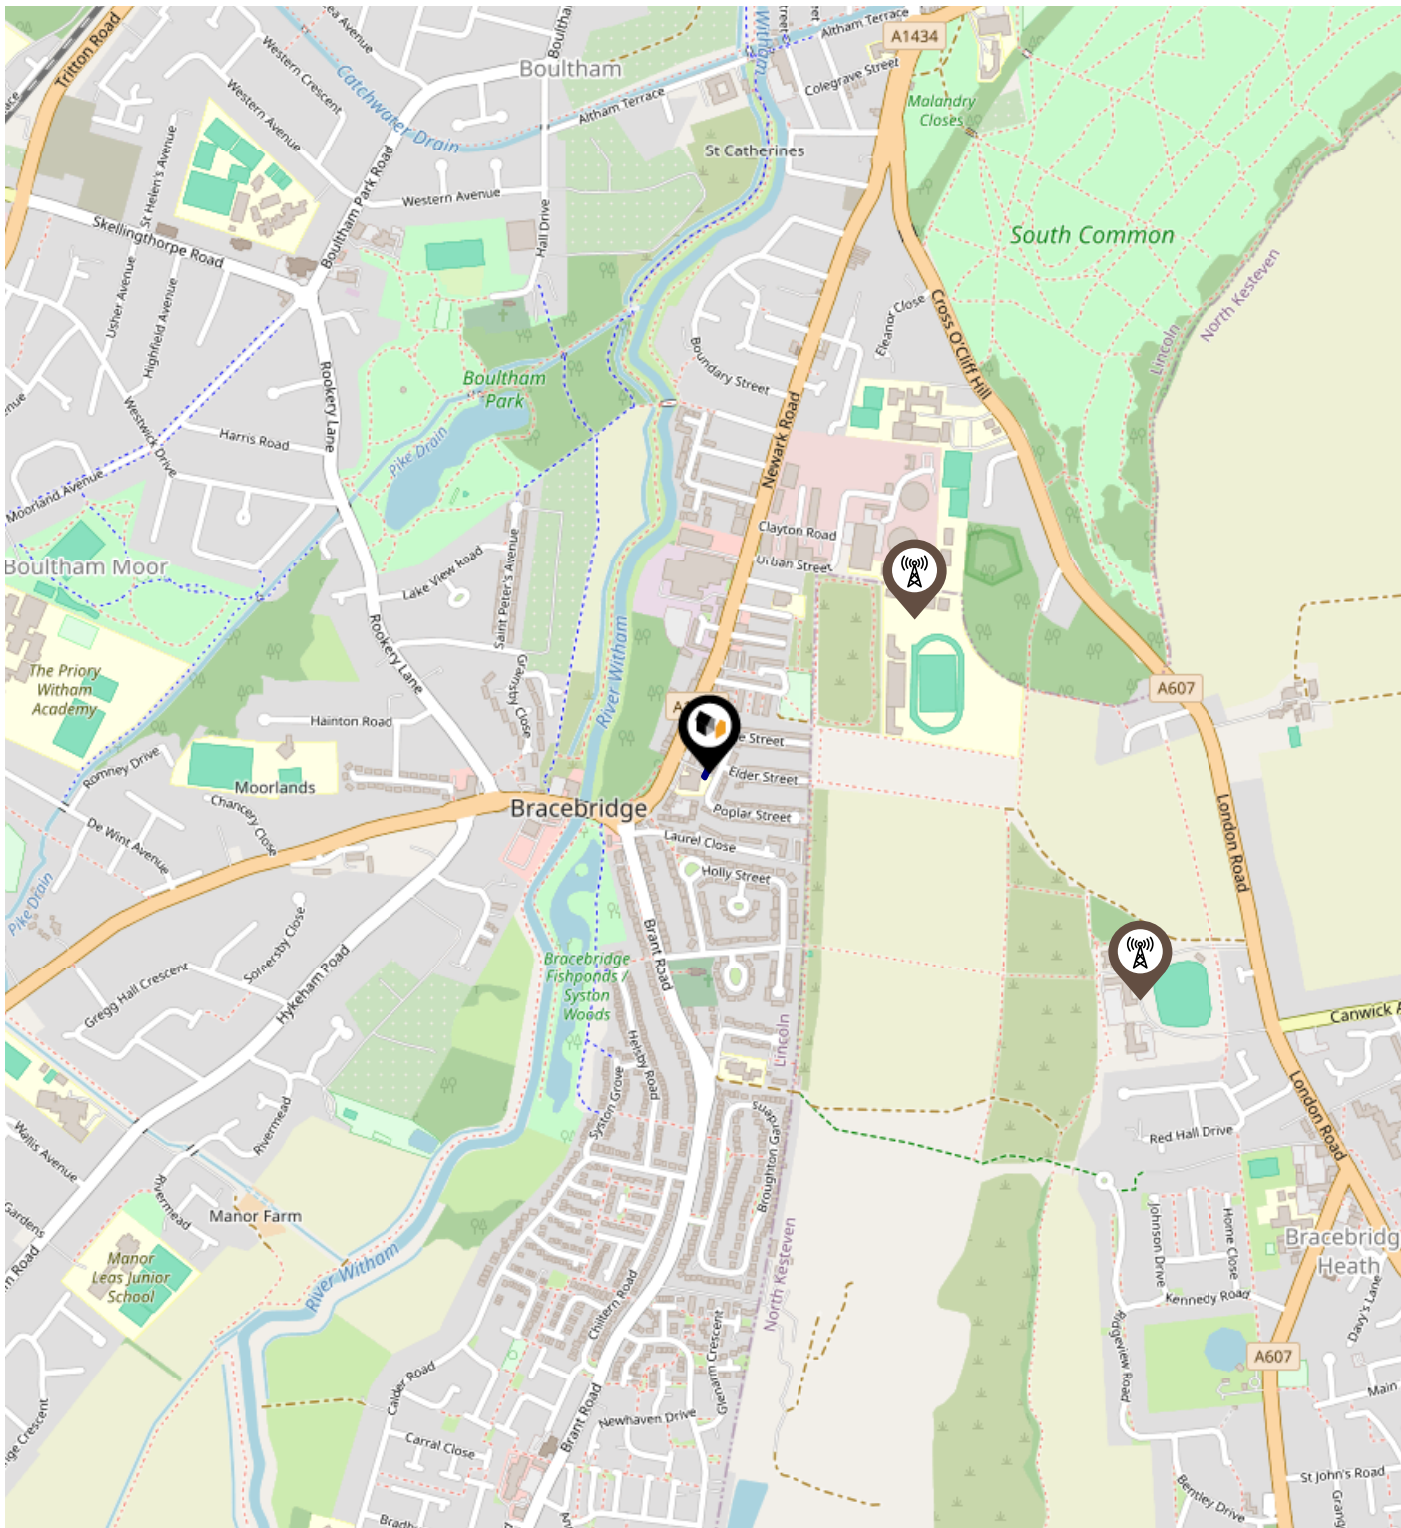 Tritton Road
Western Crescent
Western Avenue
Catchwater Drain
Boultham
Altham Terrace
Altham Terrace
A1434
Colegrave Street
Malandry
Closes
St Catherines
Witham
St Helen's Avenue
Boultham Park Road
Western Avenue
Hall Drive
Skellingthorpe Road
Usher Avenue
Highfield Avenue
South Common
North Kesteven
Lincoln
Eleanor Close
Cross O'Cliff Hill
Boundary Street
Boultham
Park
Rookery Lane
Westwick Drive
Harris Road
Pike Drain
Newark Road
Moorland Avenue
Clayton Road
Urban Street
Boultham Moor
Lake View Road
Saint Peter's Avenue
Rookery Lane
River Witham
The Priory
Witham
Academy
Gramsby Close
Hainton Road
A607
Romney Drive
Moorlands
Elder Street
Poplar Street
Bracebridge
Chancery Close
De Wint Avenue
Laurel Close
Holly Street
London Road
Pike Drain
Somersby Close
Brant Road
Bracebridge
Fishponds /
Syston
Woods
Gregg Hall Crescent
Hykeham Road
Lincoln
Helsby Road
Syston Grove
Rivermead
London Road
Broughton Gardens
Red Hall Drive
Wallis Avenue
Rivermead
Gardens
Manor Farm
Johnson Drive
Home Close
Manor
Leas Junior
School
River Witham
North Kesteven
Heath
Kennedy Road
Chiltern Road
Davy's Lane
Ridgeview Road
A607
Glenarm Crescent
Calder Road
Newhaven Drive
Brant Road
Carral Close
Main
St John's Road
Bentley Drive